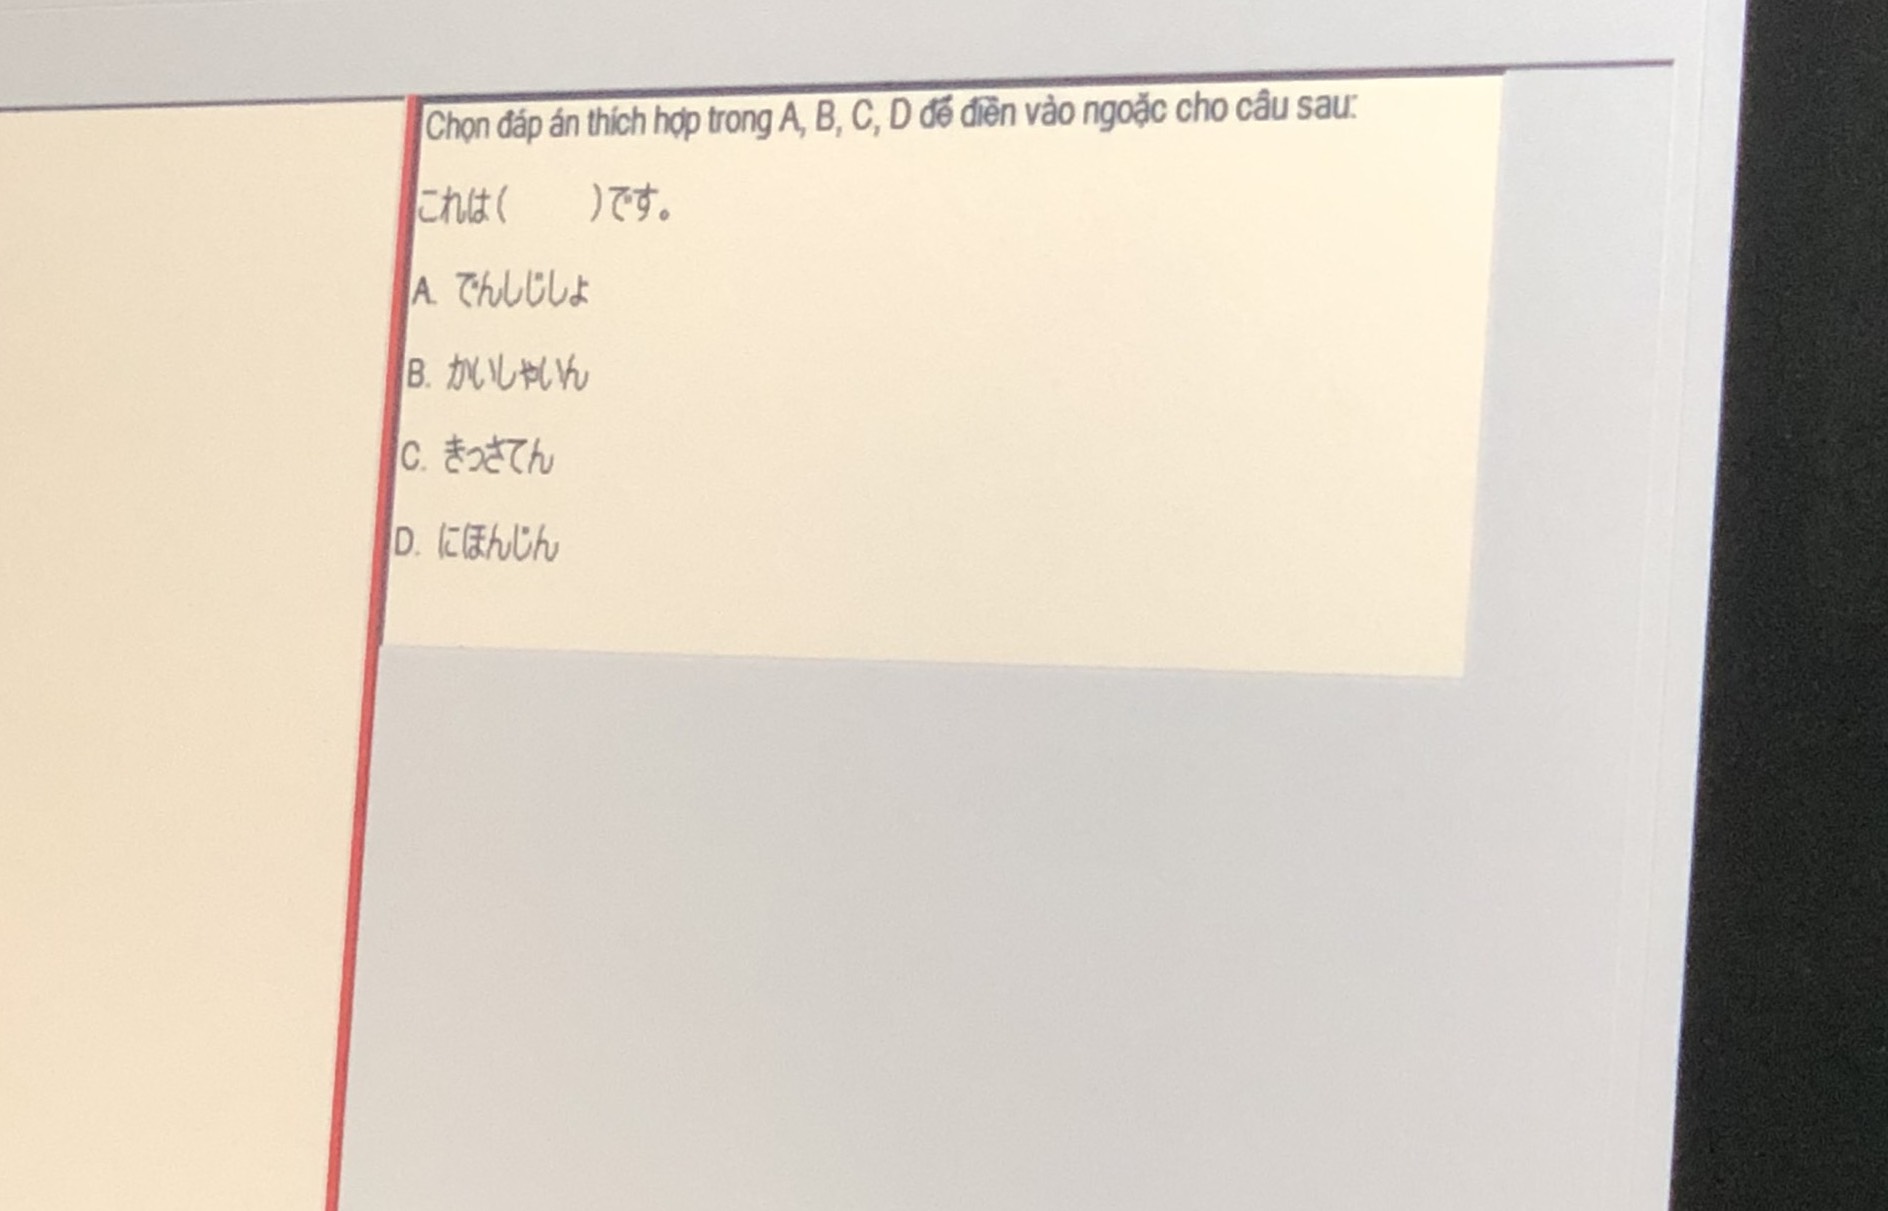 Chọn đáp án thích hợp trong A, B, C, D để điền vào ngoặc cho câu sau:
これは(　　)です。
A. でんしじしよ
B. かいしゃいん
C. きっさてん
D. にほんじん